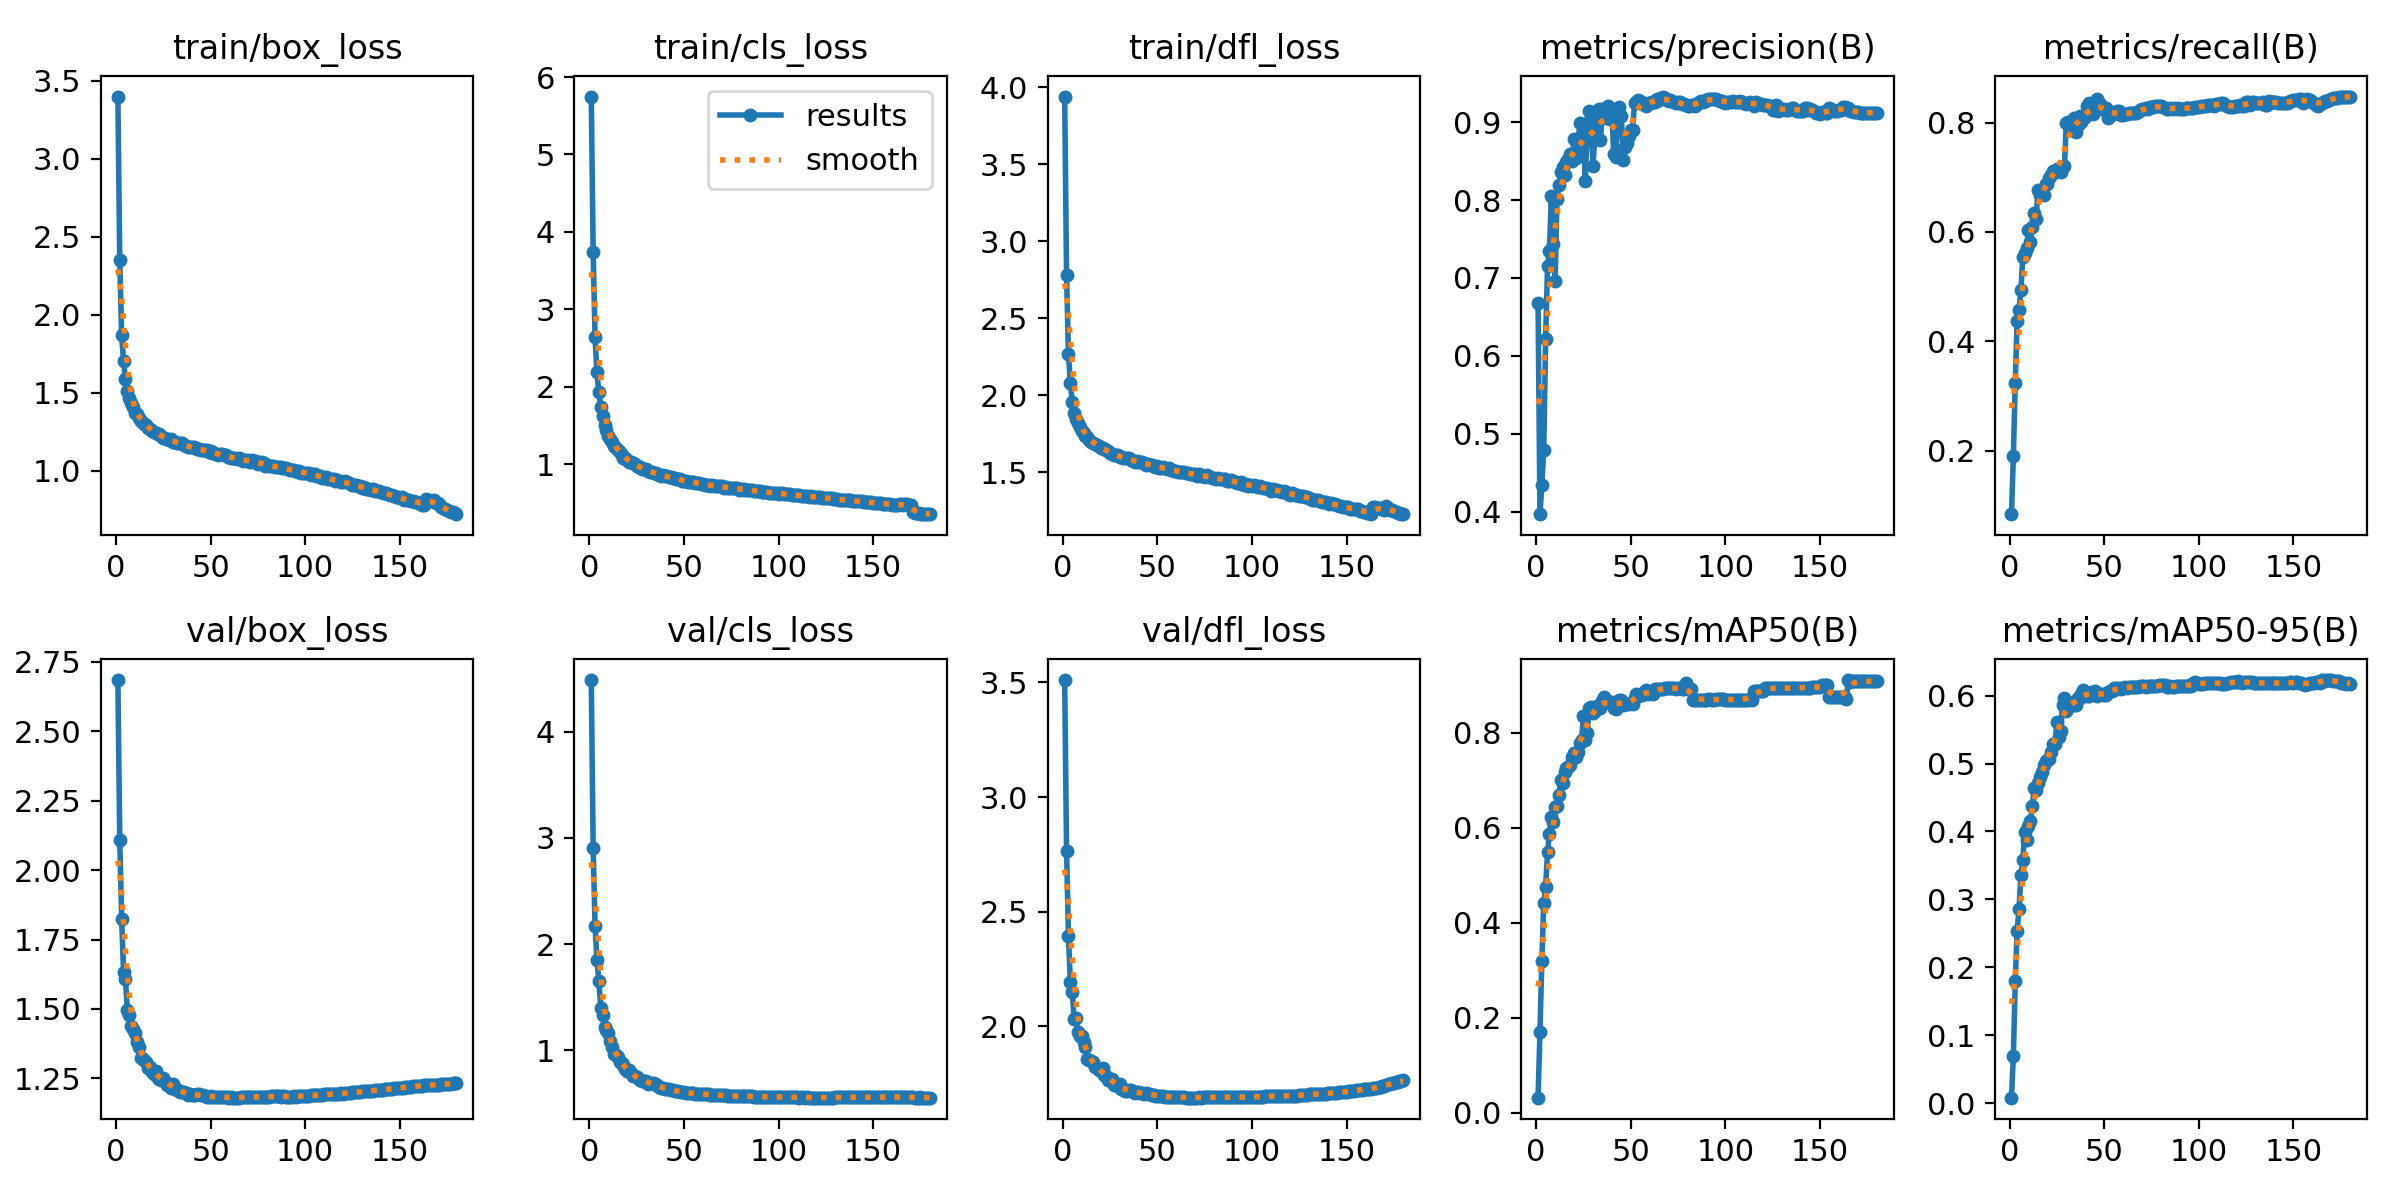 train/box_loss
3.5
3.0
2.5
2.0
1.5
1.0
0 50 100 150
train/cls_loss
6
5
4
3
2
1
results
smooth
0 50 100 150
train/dfl_loss
4.0
3.5
3.0
2.5
2.0
1.5
0 50 100 150
metrics/precision(B)
0.9
0.8
0.7
0.6
0.5
0.4
0 50 100 150
metrics/recall(B)
0.8
0.6
0.4
0.2
0 50 100 150
val/box_loss
2.75
2.50
2.25
2.00
1.75
1.50
1.25
0 50 100 150
val/cls_loss
4
3
2
1
0 50 100 150
val/dfl_loss
3.5
3.0
2.5
2.0
0 50 100 150
metrics/mAP50(B)
0.8
0.6
0.4
0.2
0.0
0 50 100 150
metrics/mAP50-95(B)
0.6
0.5
0.4
0.3
0.2
0.1
0.0
0 50 100 150